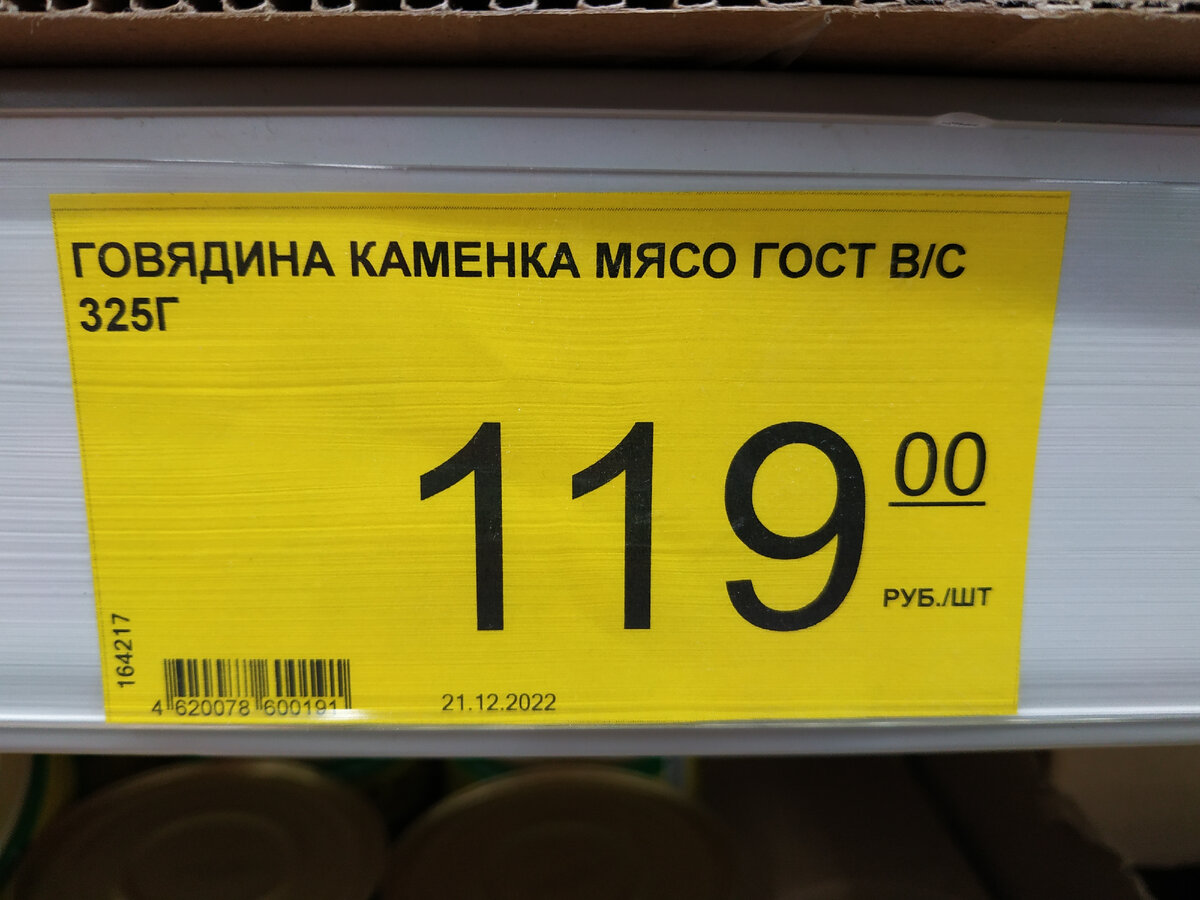 ГОВЯДИНА КАМЕНКА МЯСО ГОСТ В/С
325Г
119 00
РУБ./ШТ
164217
4 620078 600191
21.12.2022